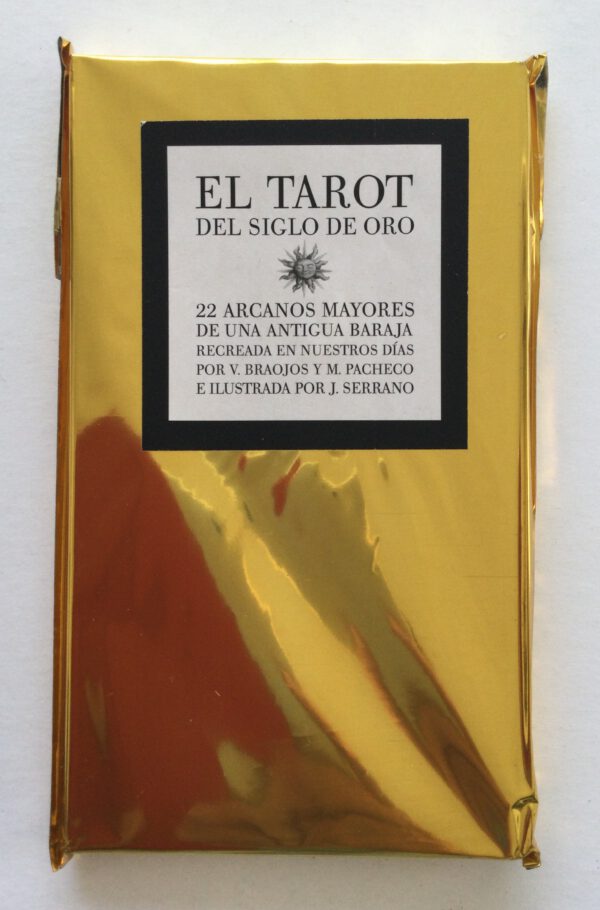 EL TAROT
DEL SIGLO DE ORO
22 ARCANOS MAYORES
DE UNA ANTIGUA BARAJA
RECREADA EN NUESTROS DÍAS
POR V. BRAOJOS Y M. PACHECO
E ILUSTRADA POR J. SERRANO